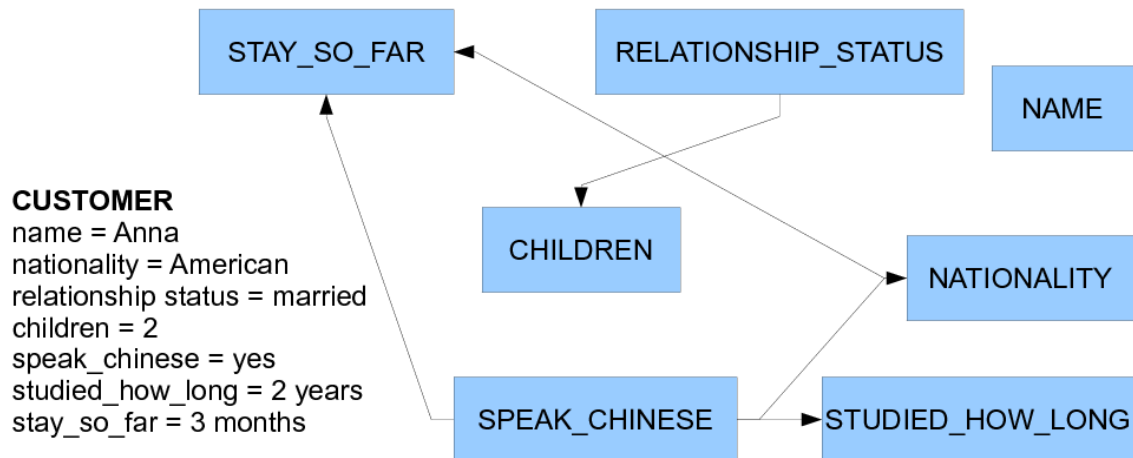 STAY_SO_FAR
RELATIONSHIP_STATUS
NAME
CUSTOMER
name = Anna
nationality = American
relationship status = married
children = 2
speak_chinese = yes
studied_how_long = 2 years
stay_so_far = 3 months
CHILDREN
NATIONALITY
SPEAK_CHINESE
STUDIED_HOW_LONG